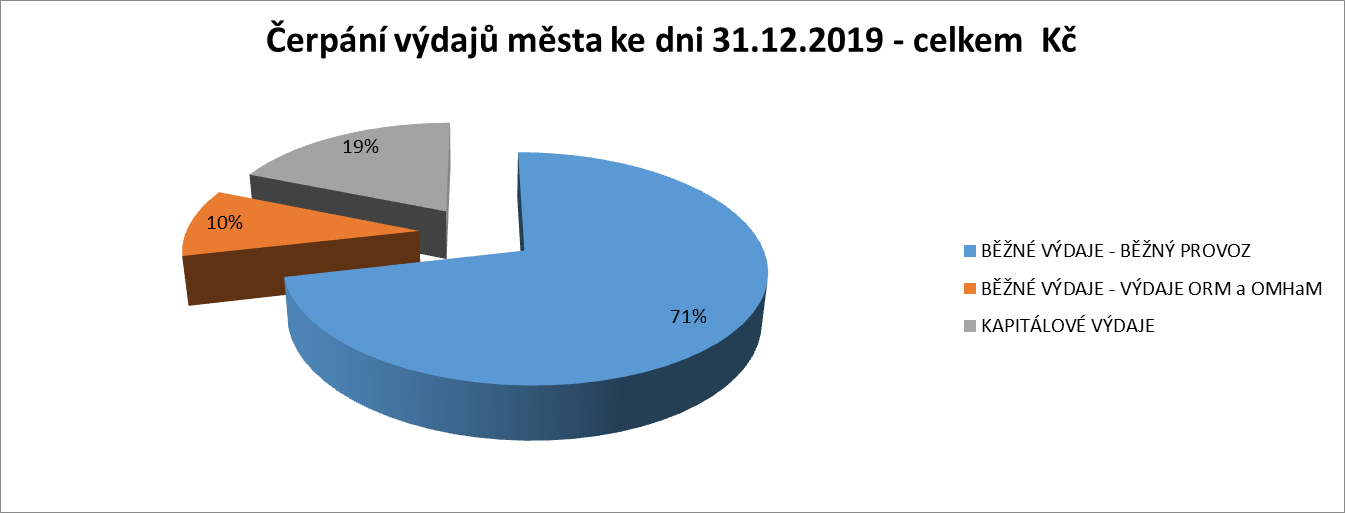 Čerpání výdajů města ke dni 31.12.2019 - celkem  Kč
19%
10%
71%
BĚŽNÉ VÝDAJE - BĚŽNÝ PROVOZ
BĚŽNÉ VÝDAJE - VÝDAJE ORM a OMHaM
KAPITÁLOVÉ VÝDAJE